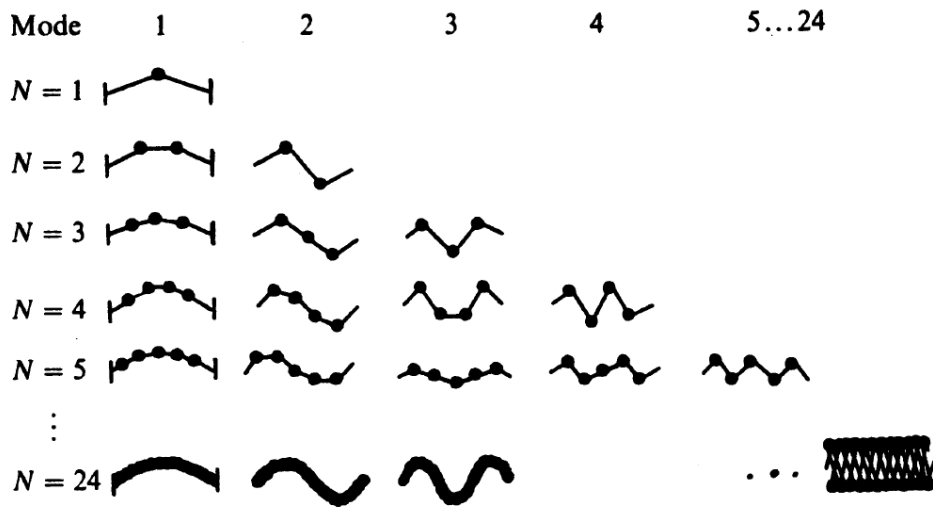 Mode 1 2 3 4 5...24
N = 1
N = 2
N = 3
N = 4
N = 5
⋮
N = 24 ...